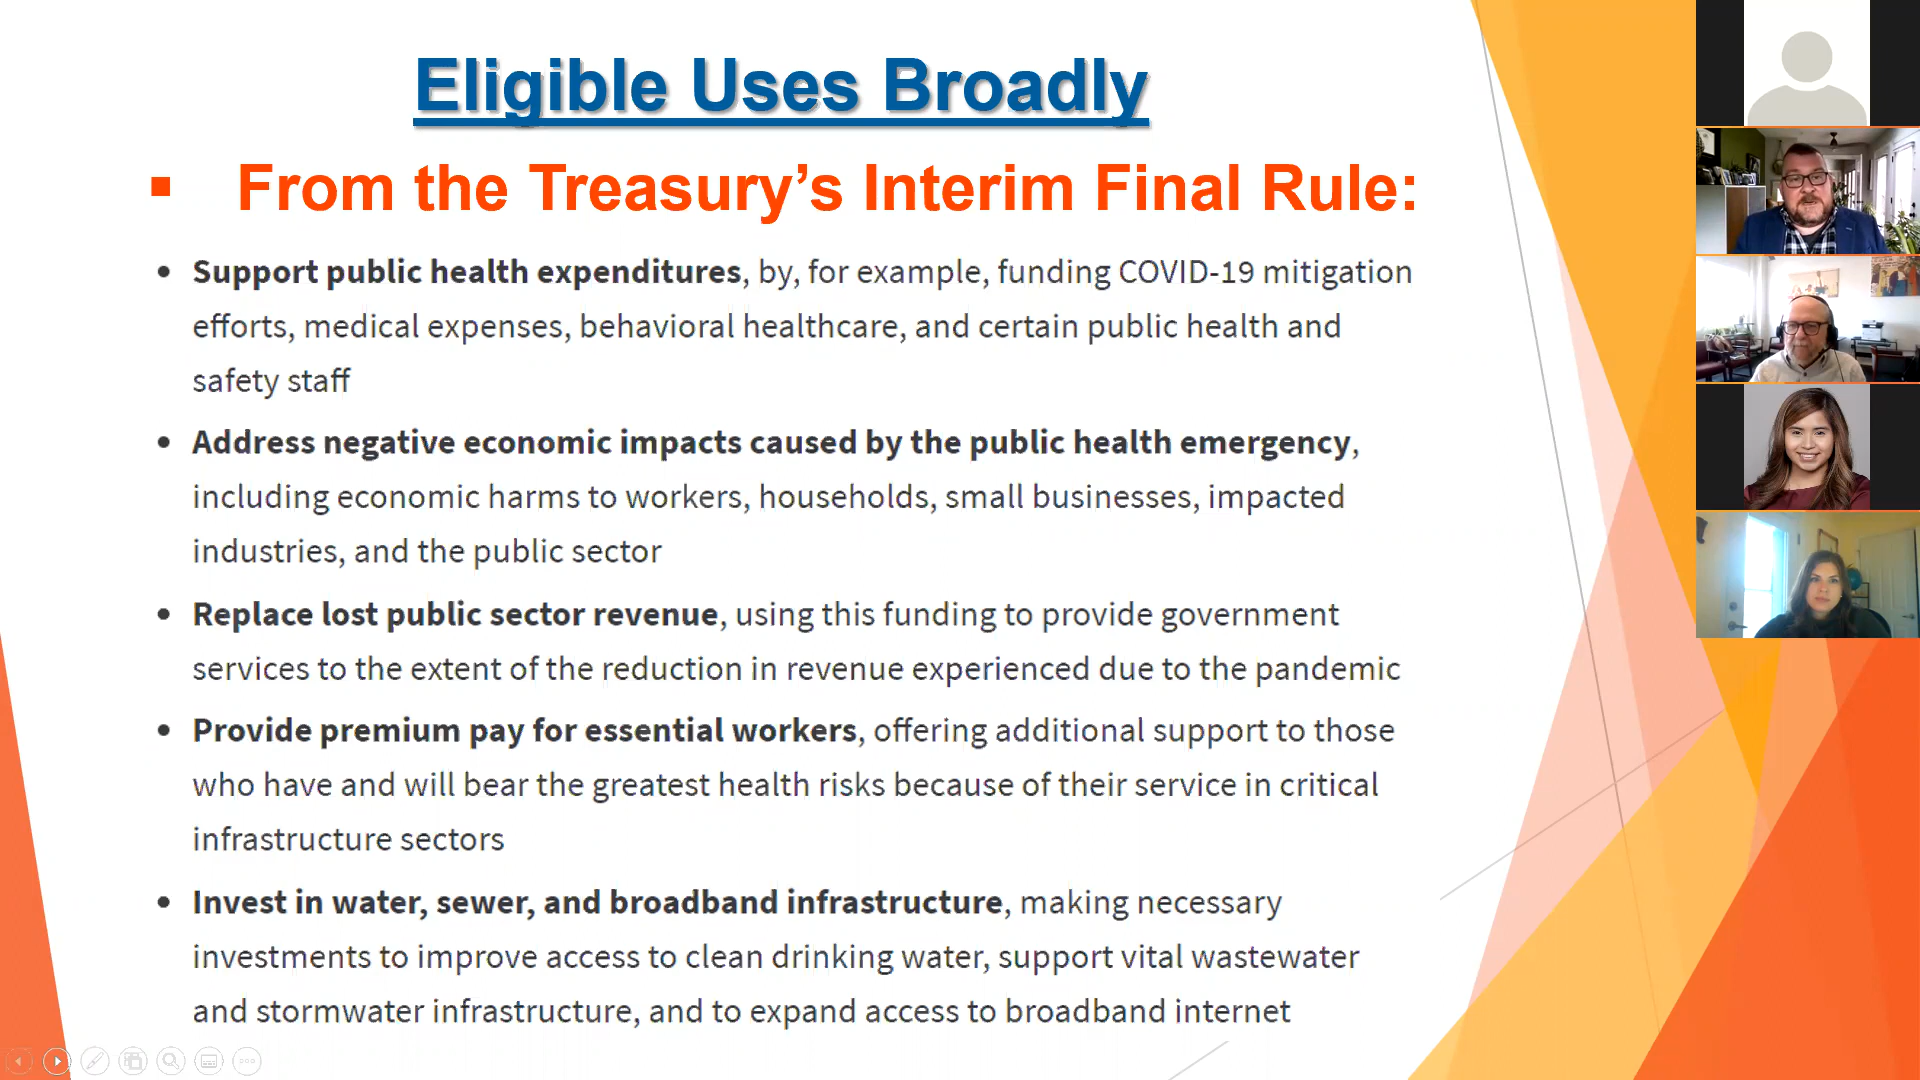 Eligible Uses Broadly
▪ From the Treasury’s Interim Final Rule:
• Support public health expenditures, by, for example, funding COVID-19 mitigation
efforts, medical expenses, behavioral healthcare, and certain public health and
safety staff
• Address negative economic impacts caused by the public health emergency,
including economic harms to workers, households, small businesses, impacted
industries, and the public sector
• Replace lost public sector revenue, using this funding to provide government
services to the extent of the reduction in revenue experienced due to the pandemic
• Provide premium pay for essential workers, offering additional support to those
who have and will bear the greatest health risks because of their service in critical
infrastructure sectors
• Invest in water, sewer, and broadband infrastructure, making necessary
investments to improve access to clean drinking water, support vital wastewater
and stormwater infrastructure, and to expand access to broadband internet